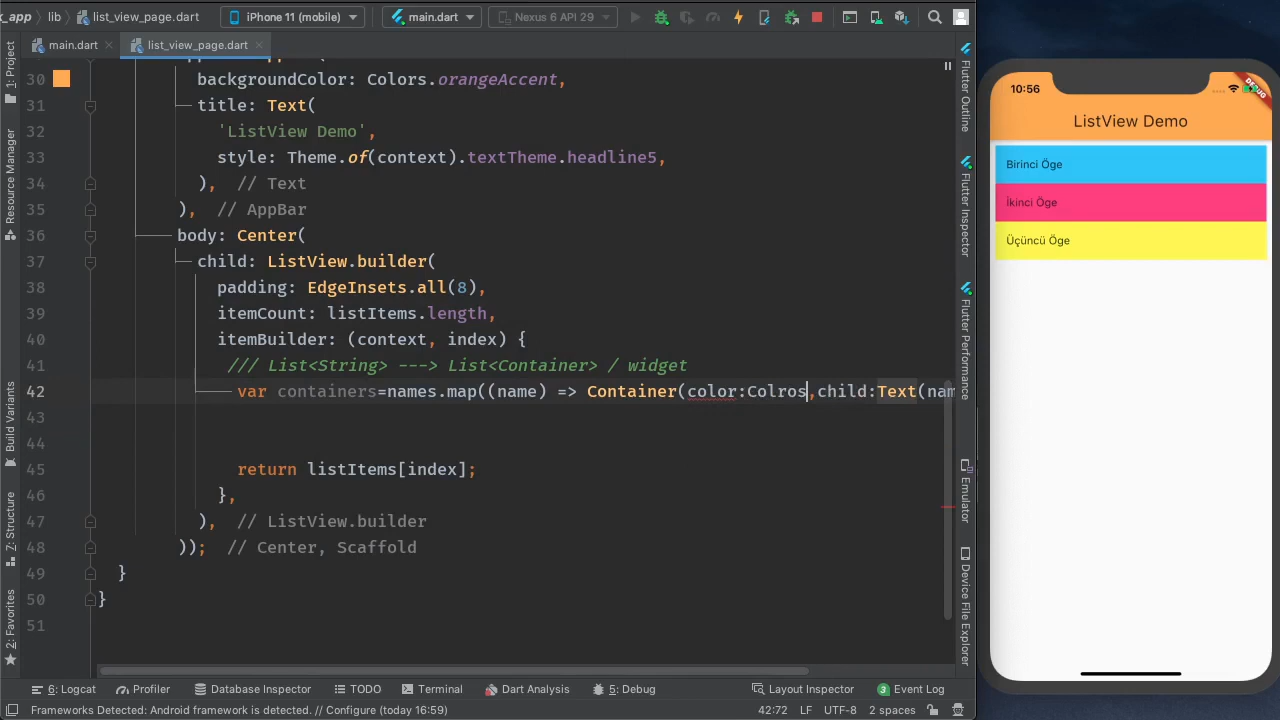 _app
lib
list_view_page.dart
iPhone 11 (mobile)
main.dart
Nexus 6 API 29
main.dart
list_view_page.dart
1: Project
Resource Manager
Build Variants
7: Structure
2: Favorites
30 backgroundColor: Colors.orangeAccent,
31 title: Text(
32 'ListView Demo',
33 style: Theme.of(context).textTheme.headline5,
34 ), // Text
35 ), // AppBar
36 body: Center(
37 child: ListView.builder(
38 padding: EdgeInsets.all(8),
39 itemCount: listItems.length,
40 itemBuilder: (context, index) {
41 /// List<String> ---> List<Container> / widget
42 var containers=names.map((name) => Container(color:Colros,child:Text(nam
43
44
45 return listItems[index];
46 },
47 ), // ListView.builder
48 )); // Center, Scaffold
49 }
50 }
51
Flutter Outline
Flutter Inspector
Flutter Performance
Emulator
Device File Explorer
10:56
DEBUG
ListView Demo
Birinci Öge
İkinci Öge
Üçüncü Öge
6: Logcat
Profiler
Database Inspector
TODO
Terminal
Dart Analysis
5: Debug
Layout Inspector
3 Event Log
Frameworks Detected: Android framework is detected. // Configure (today 16:59)
42:72 LF UTF-8 2 spaces